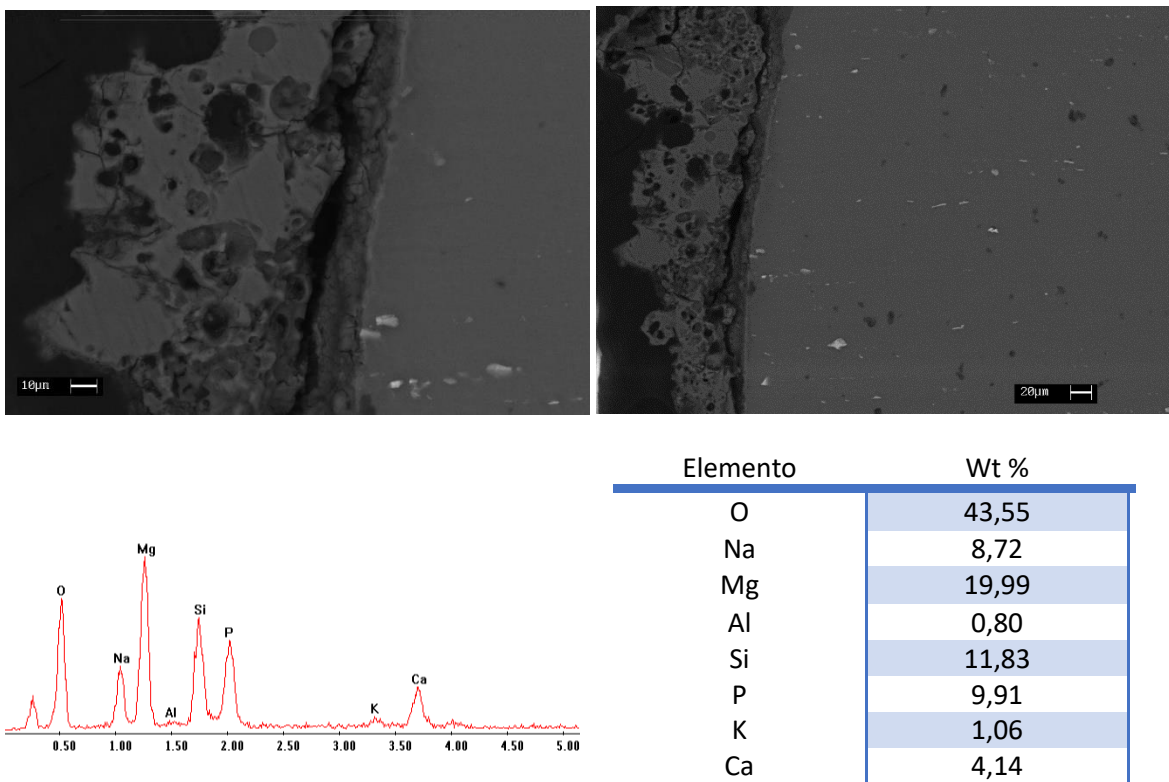 10µm
20µm
Elemento Wt %
O 43,55
Na 8,72
Mg 19,99
Al 0,80
Si 11,83
P 9,91
K 1,06
Ca 4,14
Mg
O
Si
P
Na
Ca
Al
K
0.50 1.00 1.50 2.00 2.50 3.00 3.50 4.00 4.50 5.00